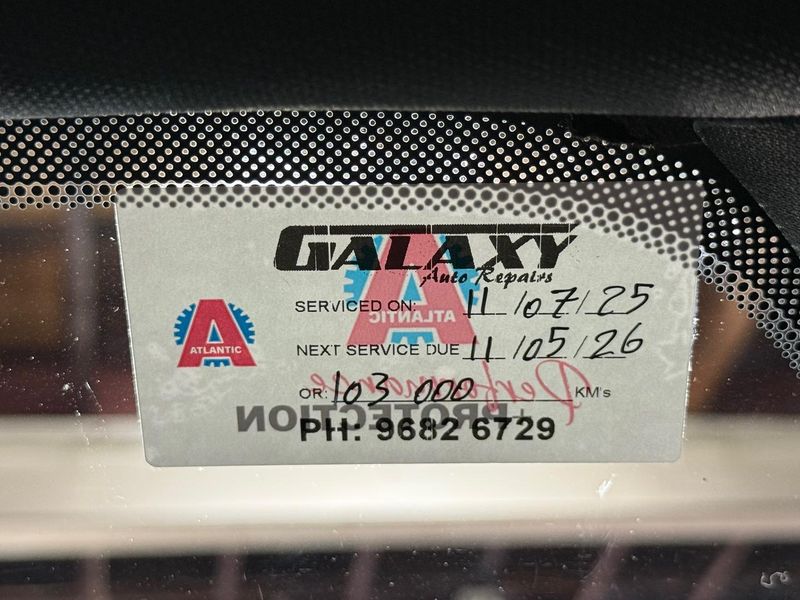 GALAXY
Auto Repairs
SERVICED ON: 11/07/25
ATLANTIC
ATLANTIC
NEXT SERVICE DUE 11/05/26
OR: 103 000 KM's
Performance
PROTECTION
PH: 9682 6729